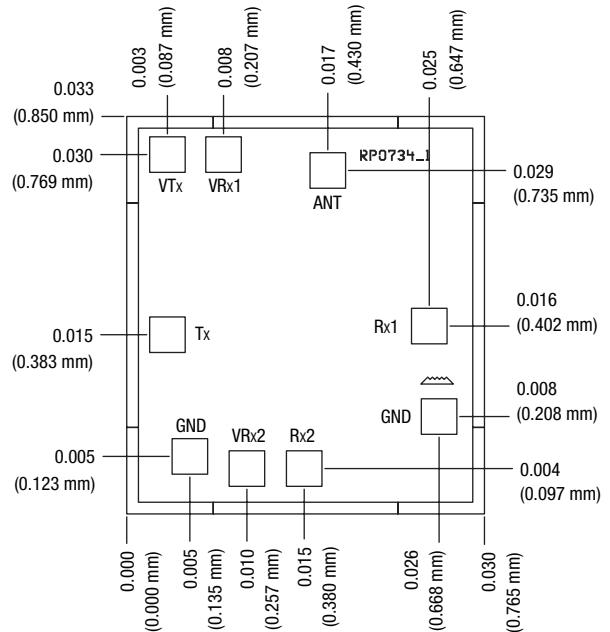 0.003
(0.087 mm)
0.008
(0.207 mm)
0.017
(0.430 mm)
0.025
(0.647 mm)
0.033
(0.850 mm)
0.030
(0.769 mm)
VTx
VRx1
ANT
RP0734_1
0.029
(0.735 mm)
0.015
(0.383 mm)
Tx
Rx1
0.016
(0.402 mm)
GND
0.008
(0.208 mm)
GND
VRx2
Rx2
0.005
(0.123 mm)
0.004
(0.097 mm)
0.000
(0.000 mm)
0.005
(0.135 mm)
0.010
(0.257 mm)
0.015
(0.380 mm)
0.026
(0.668 mm)
0.030
(0.765 mm)